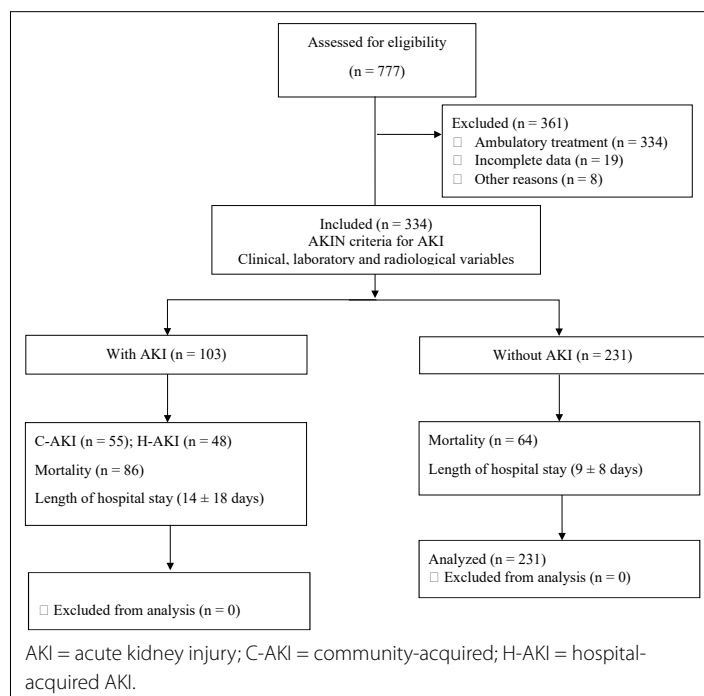 Assessed for eligibility
(n = 777)
Excluded (n = 361)
Ambulatory treatment (n = 334)
Incomplete data (n = 19)
Other reasons (n = 8)
Included (n = 334)
AKIN criteria for AKI
Clinical, laboratory and radiological variables
With AKI (n = 103)
Without AKI (n = 231)
C-AKI (n = 55); H-AKI (n = 48)
Mortality (n = 86)
Length of hospital stay (14 ± 18 days)
Mortality (n = 64)
Length of hospital stay (9 ± 8 days)
Analyzed (n = 231)
Excluded from analysis (n = 0)
Excluded from analysis (n = 0)
AKI = acute kidney injury; C-AKI = community-acquired; H-AKI = hospital-
acquired AKI.